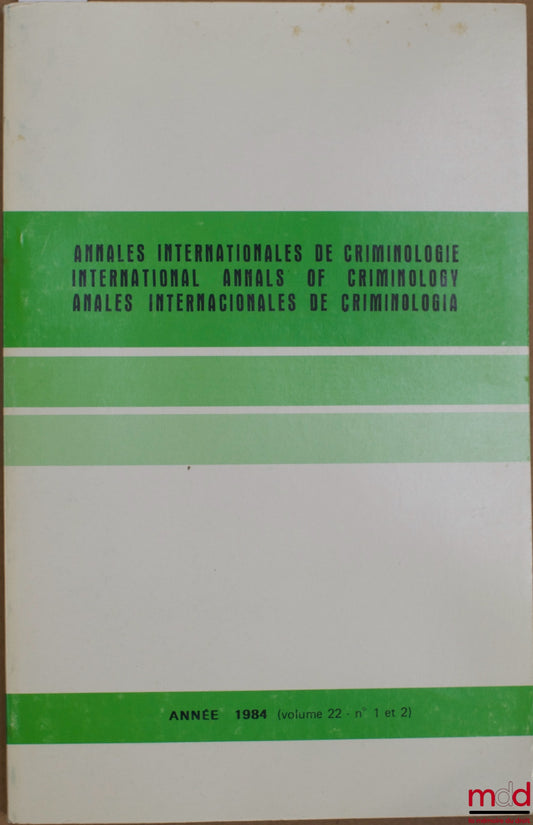 ANNALES INTERNATIONALES DE CRIMINOLOGIE
INTERNATIONAL ANNALS OF CRIMINOLOGY
ANALES INTERNACIONALES DE CRIMINOLOGIA
ANNÉE 1984 (volume 22 - n° 1 et 2)
mdd